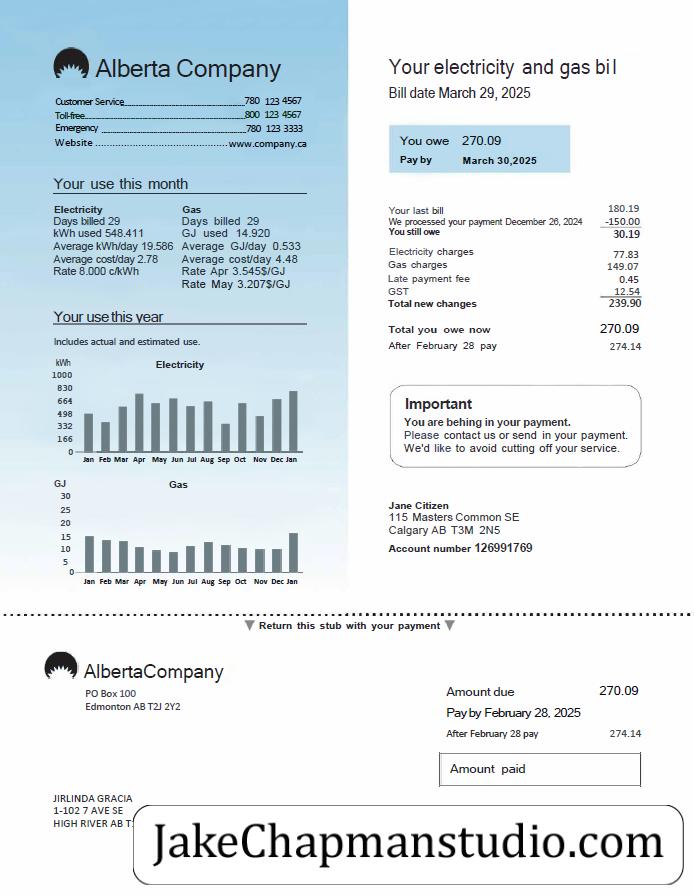 Alberta Company
Customer Service 780 123 4567
Toll-free 800 123 4567
Emergency 780 123 3333
Website www.company.ca
Your use this month
Electricity
Days billed 29
kWh used 548.411
Average kWh/day 19.586
Average cost/day 2.78
Rate 8.000 c/kWh
Gas
Days billed 29
GJ used 14.920
Average GJ/day 0.533
Average cost/day 4.48
Rate Apr 3.545$/GJ
Rate May 3.207$/GJ
Your use this year
Includes actual and estimated use.
kWh
Electricity
1000
830
664
498
332
166
0
Jan Feb Mar Apr May Jun Jul Aug Sep Oct Nov Dec Jan
GJ
Gas
30
25
20
15
10
5
0
Jan Feb Mar Apr May Jun Jul Aug Sep Oct Nov Dec Jan
Your electricity and gas bil l
Bill date March 29, 2025
You owe 270.09
Pay by March 30,2025
Your last bill 180.19
We processed your payment December 26, 2024 -150.00
You still owe 30.19
Electricity charges 77.83
Gas charges 149.07
Late payment fee 0.45
GST 12.54
Total new changes 239.90
Total you owe now 270.09
After February 28 pay 274.14
Important
You are behing in your payment.
Please contact us or send in your payment.
We'd like to avoid cutting off your service.
Jane Citizen
115 Masters Common SE
Calgary AB T3M 2N5
Account number 126991769
Return this stub with your payment
AlbertaCompany
PO Box 100
Edmonton AB T2J 2Y2
Amount due 270.09
Pay by February 28, 2025
After February 28 pay 274.14
Amount paid
JIRLINDA GRACIA
1-102 7 AVE SE
HIGH RIVER AB
JakeChapmanstudio.com